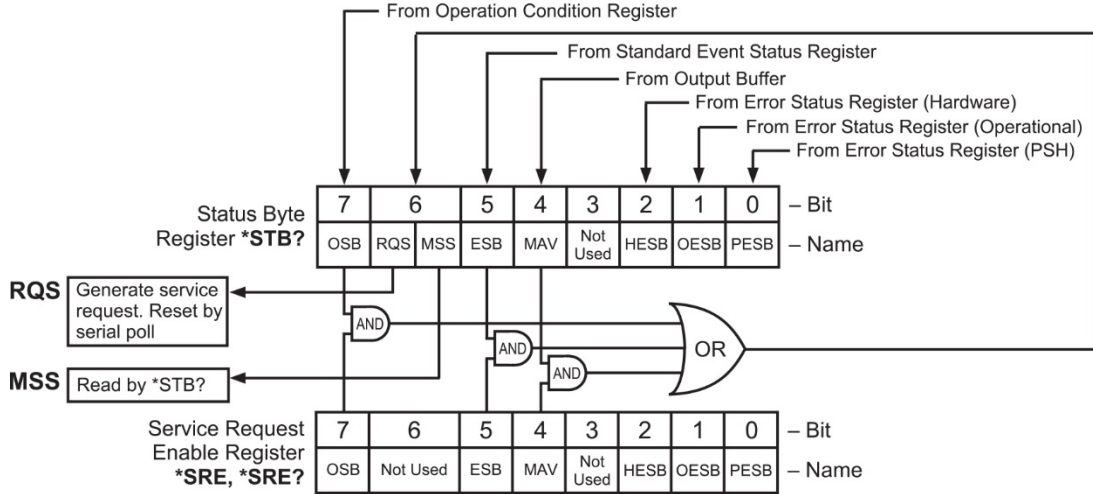 From Operation Condition Register
From Standard Event Status Register
From Output Buffer
From Error Status Register (Hardware)
From Error Status Register (Operational)
From Error Status Register (PSH)
Status Byte
Register *STB?
7 6 5 4 3 2 1 0 – Bit
OSB RQS MSS ESB MAV Not Used HESB OESB PESB – Name
RQS
Generate service
request. Reset by
serial poll
AND
AND
AND
OR
MSS
Read by *STB?
Service Request
Enable Register
*SRE, *SRE?
7 6 5 4 3 2 1 0 – Bit
OSB Not Used ESB MAV Not Used HESB OESB PESB – Name